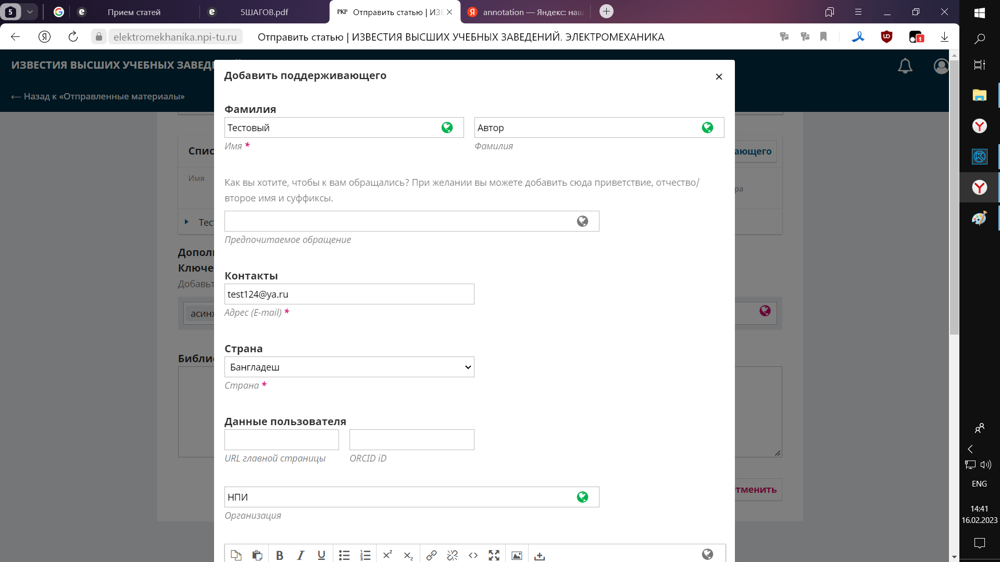 5
Прием статей
5ШАГОВ.pdf
PKP Отправить статью | ИЗВ
annotation — Яндекс: наш
elektromekhanika.npi-tu.ru
Отправить статью | ИЗВЕСТИЯ ВЫСШИХ УЧЕБНЫХ ЗАВЕДЕНИЙ. ЭЛЕКТРОМЕХАНИКА
1
ИЗВЕСТИЯ ВЫСШИХ УЧЕБНЫХ ЗАВЕД
← Назад к «Отправленные материалы»
Добавить поддерживающего
Фамилия
Тестовый
Автор
Имя *
Фамилия
Спис
ающего
Имя
ра
Как вы хотите, чтобы к вам обращались? При желании вы можете добавить сюда приветствие, отчество/
второе имя и суффиксы.
Тес
Предпочитаемое обращение
Допол
Ключе
Добавьт
Контакты
test124@ya.ru
Адрес (E-mail) *
асинх
Страна
Бангладеш
Страна *
Библи
Данные пользователя
URL главной страницы
ORCID iD
НПИ
Организация
тменить
B I U
ENG
14:41
16.02.2023